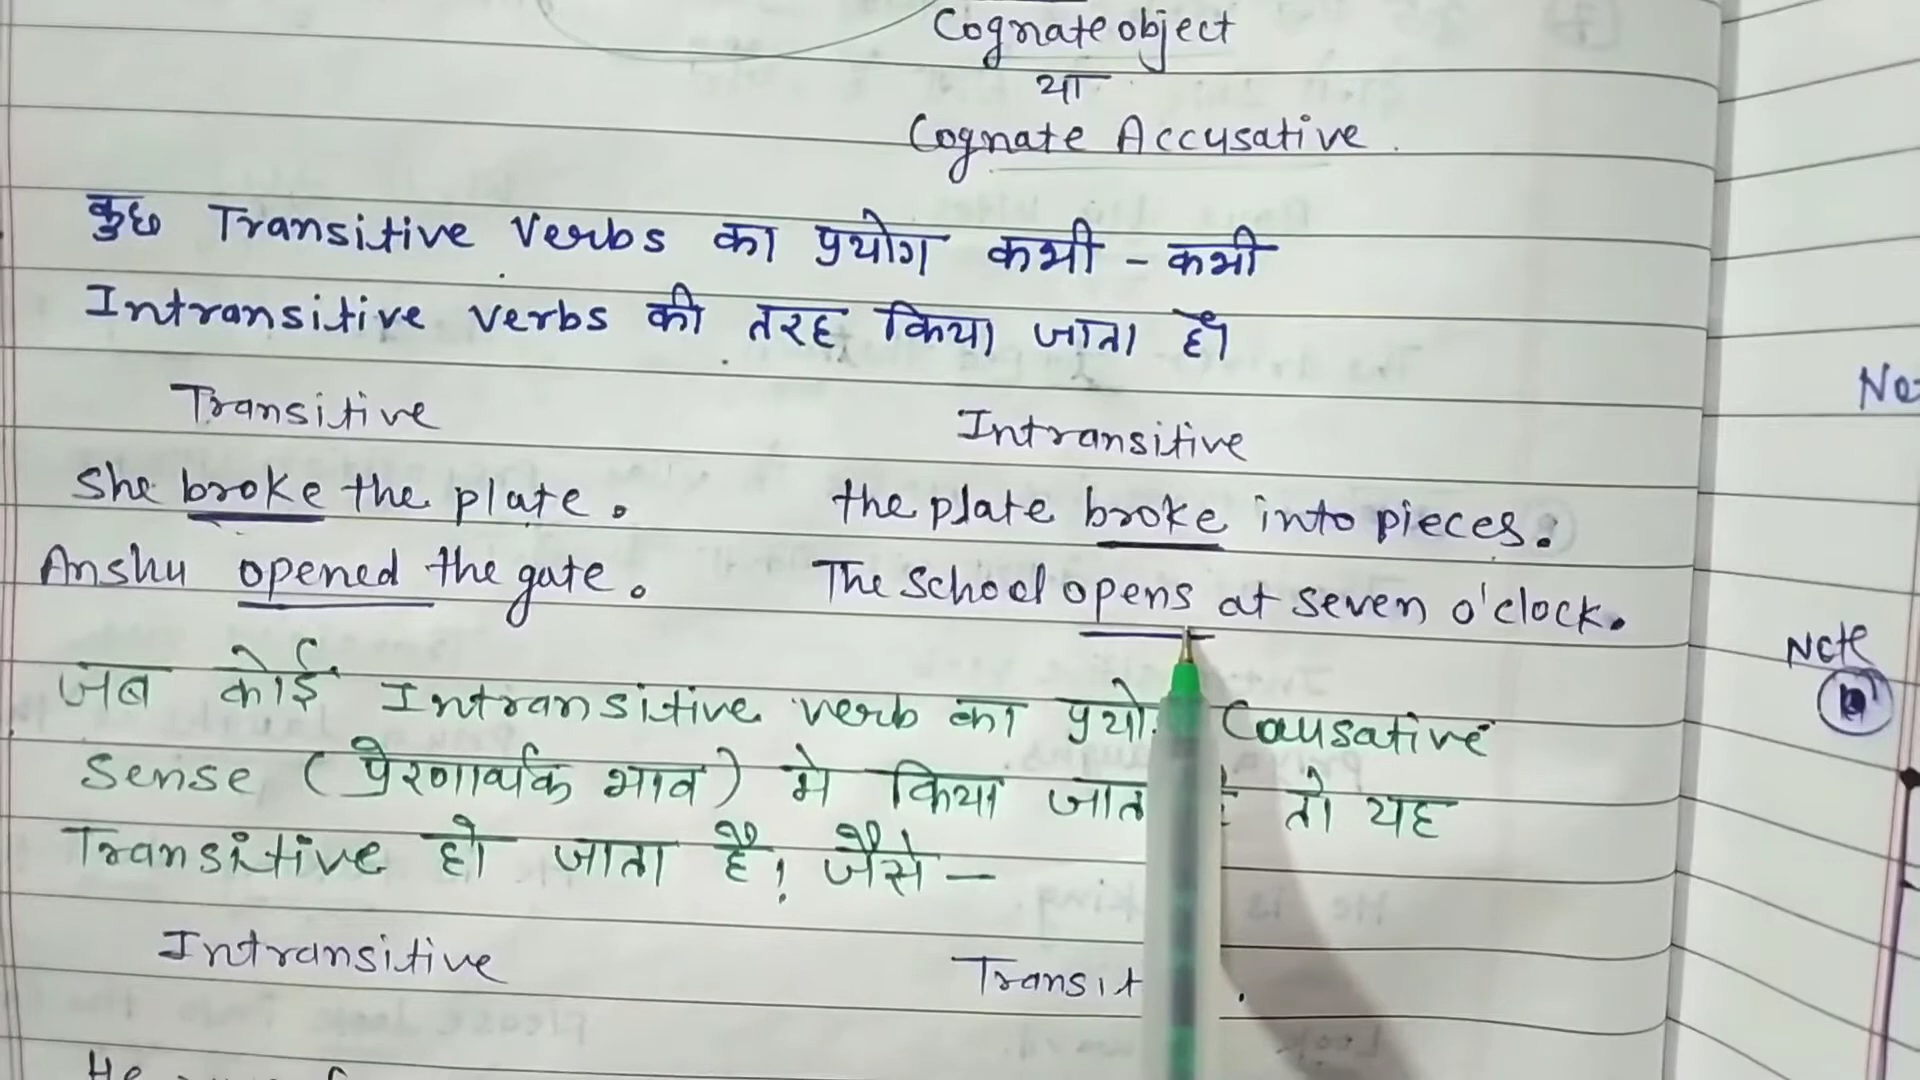 Cognate object
या
Cognate Accusative.
कुछ Transitive Verbs का प्रयोग कभी - कभी
Intransitive verbs की तरह किया जाता है।
Transitive Intransitive
She broke the plate. the plate broke into pieces.
Anshu opened the gate. The school opens at seven o'clock.
जब कोई Intransitive verb का Causative
Sense (प्रेरणार्थक भाव) मे किया तो यह
Transitive हो जाता है। जैसे —
Intransitive
He
Note